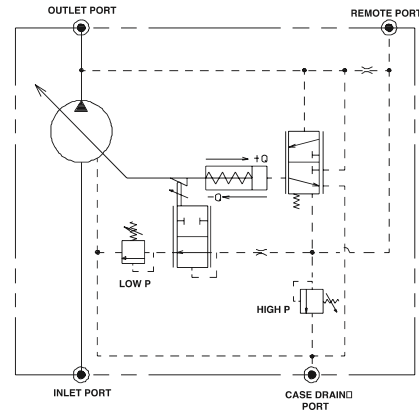 OUTLET PORT
REMOTE PORT
+Q
-Q
LOW P
HIGH P
INLET PORT
CASE DRAIN□
PORT